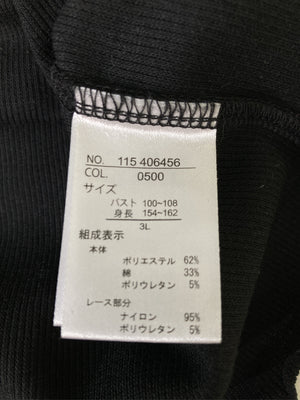 NO. 115 406456
COL. 0500
サイズ
バスト 100~108
身長 154~162
3L
組成表示
本体
ポリエステル 62%
綿 33%
ポリウレタン 5%
レース部分
ナイロン 95%
ポリウレタン 5%